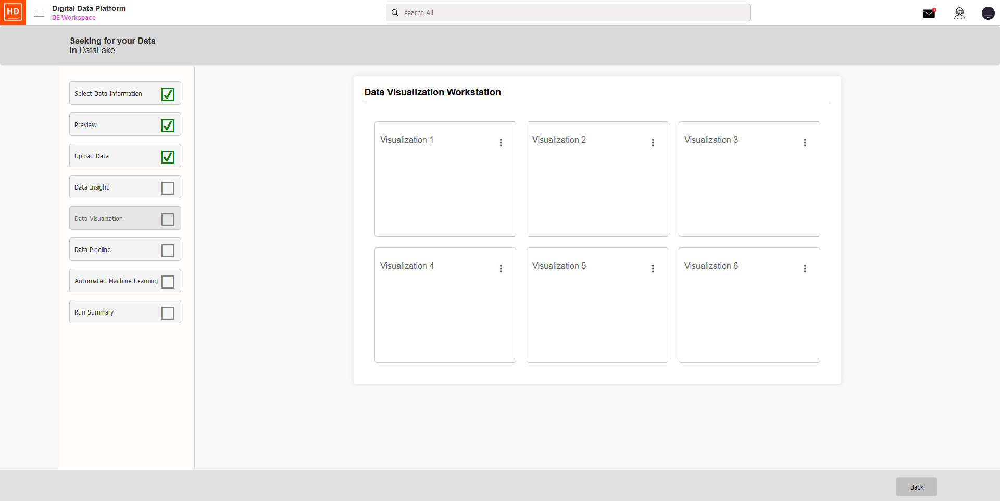 HD
Digital Data Platform
DE Workspace
search All
1
Seeking for your Data
In DataLake
Select Data Information
Preview
Upload Data
Data Insight
Data Visualization
Data Pipeline
Automated Machine Learning
Run Summary
Data Visualization Workstation
Visualization 1
Visualization 2
Visualization 3
Visualization 4
Visualization 5
Visualization 6
Back